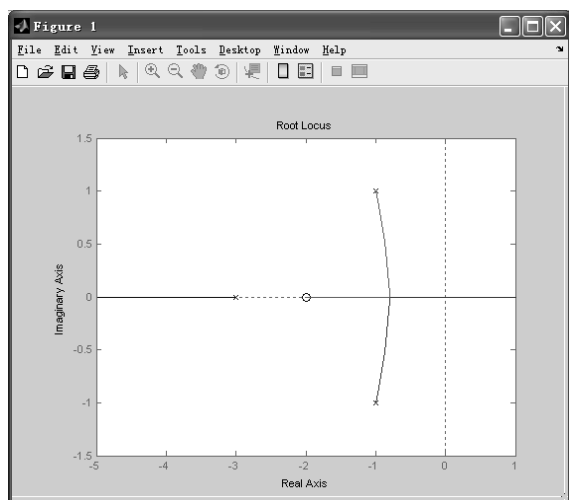 Figure 1
File Edit View Insert Tools Desktop Window Help
Root Locus
1.5
1
0.5
0
-0.5
-1
-1.5
Imaginary Axis
-5 -4 -3 -2 -1 0 1
Real Axis